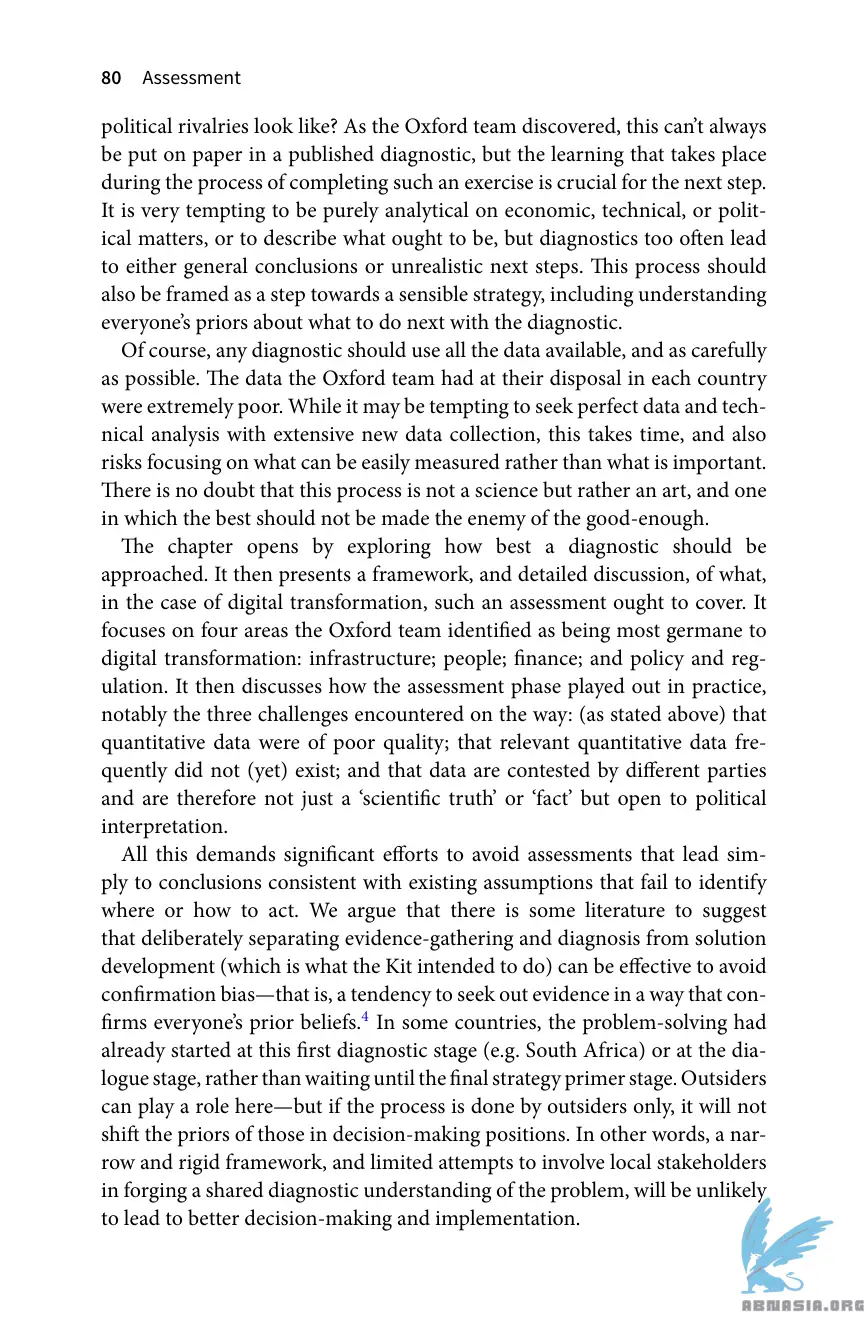 80 Assessment
political rivalries look like? As the Oxford team discovered, this can’t always
be put on paper in a published diagnostic, but the learning that takes place
during the process of completing such an exercise is crucial for the next step.
It is very tempting to be purely analytical on economic, technical, or polit-
ical matters, or to describe what ought to be, but diagnostics too often lead
to either general conclusions or unrealistic next steps. This process should
also be framed as a step towards a sensible strategy, including understanding
everyone’s priors about what to do next with the diagnostic.
Of course, any diagnostic should use all the data available, and as carefully
as possible. The data the Oxford team had at their disposal in each country
were extremely poor. While it may be tempting to seek perfect data and tech-
nical analysis with extensive new data collection, this takes time, and also
risks focusing on what can be easily measured rather than what is important.
There is no doubt that this process is not a science but rather an art, and one
in which the best should not be made the enemy of the good-enough.
The chapter opens by exploring how best a diagnostic should be
approached. It then presents a framework, and detailed discussion, of what,
in the case of digital transformation, such an assessment ought to cover. It
focuses on four areas the Oxford team identified as being most germane to
digital transformation: infrastructure; people; finance; and policy and reg-
ulation. It then discusses how the assessment phase played out in practice,
notably the three challenges encountered on the way: (as stated above) that
quantitative data were of poor quality; that relevant quantitative data fre-
quently did not (yet) exist; and that data are contested by different parties
and are therefore not just a ‘scientific truth’ or ‘fact’ but open to political
interpretation.
All this demands significant efforts to avoid assessments that lead sim-
ply to conclusions consistent with existing assumptions that fail to identify
where or how to act. We argue that there is some literature to suggest
that deliberately separating evidence-gathering and diagnosis from solution
development (which is what the Kit intended to do) can be effective to avoid
confirmation bias—that is, a tendency to seek out evidence in a way that con-
firms everyone’s prior beliefs.4 In some countries, the problem-solving had
already started at this first diagnostic stage (e.g. South Africa) or at the dia-
logue stage, rather than waiting until the final strategy primer stage. Outsiders
can play a role here—but if the process is done by outsiders only, it will not
shift the priors of those in decision-making positions. In other words, a nar-
row and rigid framework, and limited attempts to involve local stakeholders
in forging a shared diagnostic understanding of the problem, will be unlikely
to lead to better decision-making and implementation.
ABNASIA.ORG